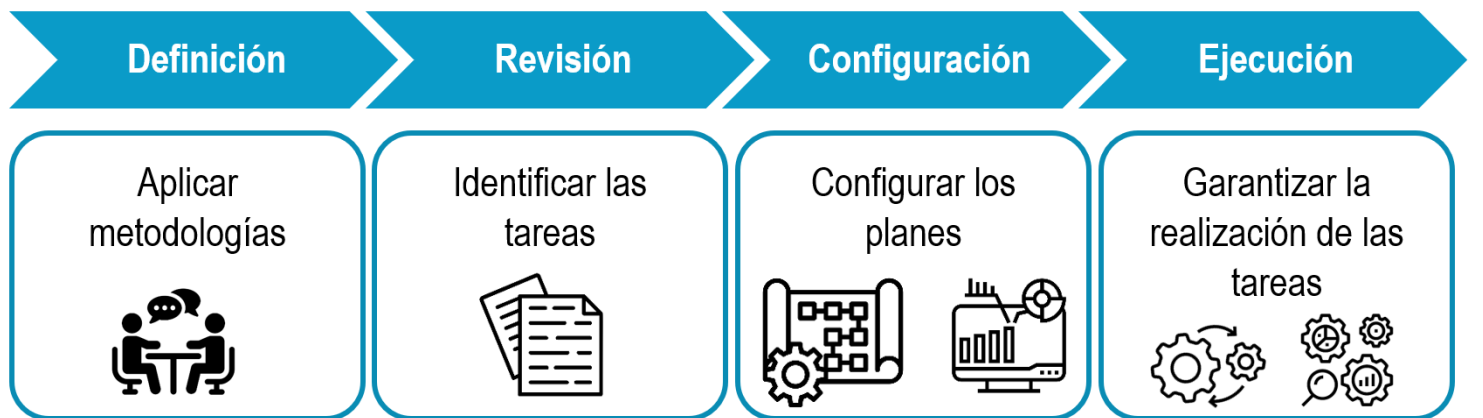 Definición
Revisión
Configuración
Ejecución
Aplicar
metodologías
Identificar las
tareas
Configurar los
planes
Garantizar la
realización de las
tareas